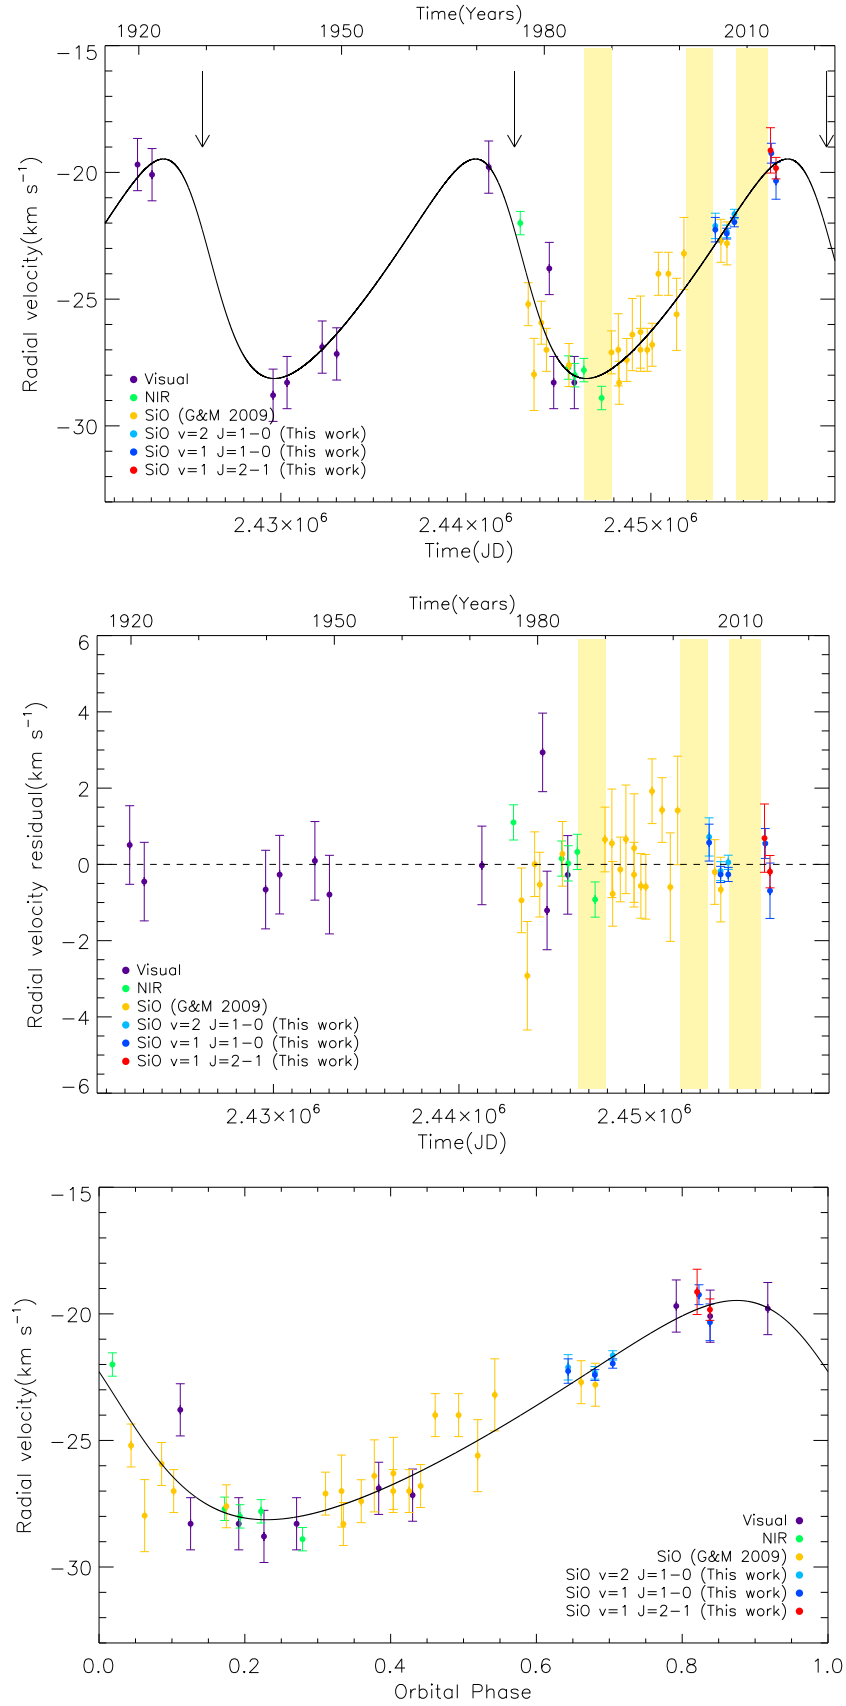 Time(Years)
1920 1950 1980 2010
−15
−20
−25
−30
Radial velocity(km s⁻¹)
Visual
NIR
SiO (G&M 2009)
SiO v=2 J=1−0 (This work)
SiO v=1 J=1−0 (This work)
SiO v=1 J=2−1 (This work)
2.43×10⁶ 2.44×10⁶ 2.45×10⁶
Time(JD)
Time(Years)
1920 1950 1980 2010
6
4
2
0
−2
−4
−6
Radial velocity residual(km s⁻¹)
Visual
NIR
SiO (G&M 2009)
SiO v=2 J=1−0 (This work)
SiO v=1 J=1−0 (This work)
SiO v=1 J=2−1 (This work)
2.43×10⁶ 2.44×10⁶ 2.45×10⁶
Time(JD)
−15
−20
−25
−30
Radial velocity(km s⁻¹)
Visual
NIR
SiO (G&M 2009)
SiO v=2 J=1−0 (This work)
SiO v=1 J=1−0 (This work)
SiO v=1 J=2−1 (This work)
0.0 0.2 0.4 0.6 0.8 1.0
Orbital Phase